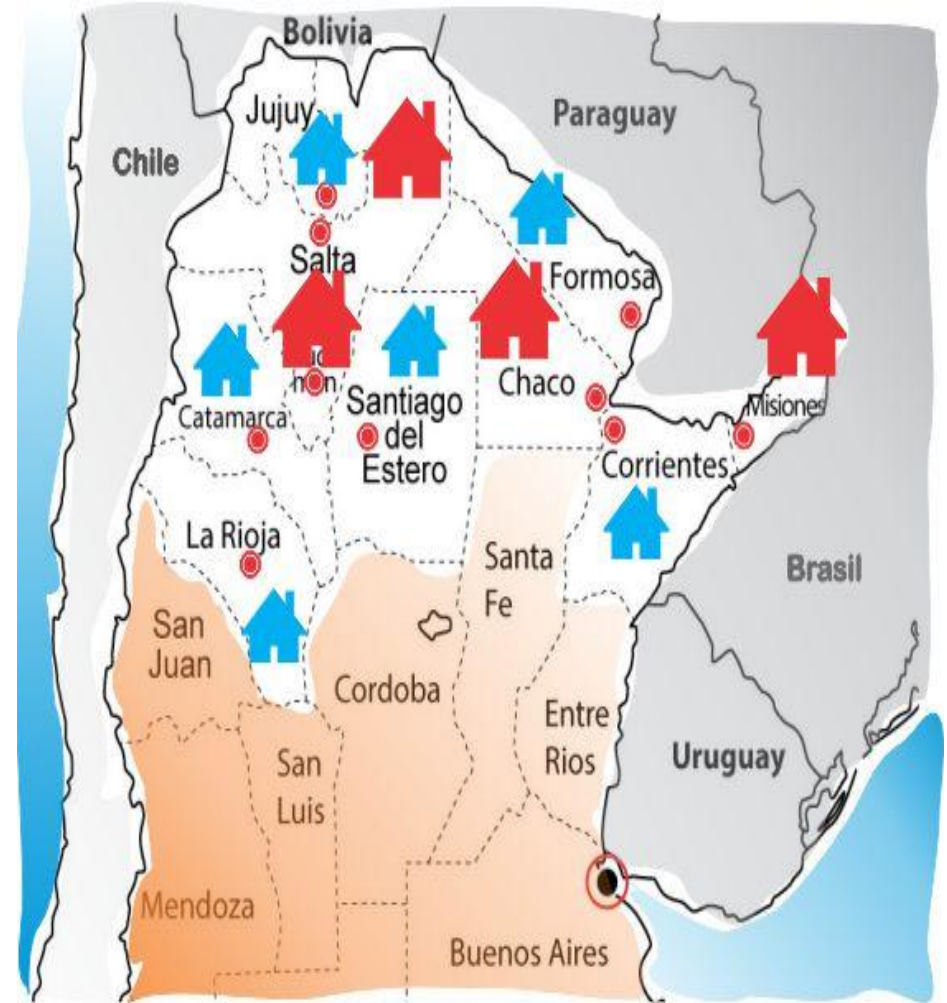 Bolivia
Jujuy
Paraguay
Chile
Salta
Formosa
Chaco
Misiones
Catamarca
Santiago
del
Estero
Corrientes
La Rioja
Santa
Fe
Brasil
San
Juan
Cordoba
Entre
Rios
Uruguay
San
Luis
Mendoza
Buenos Aires